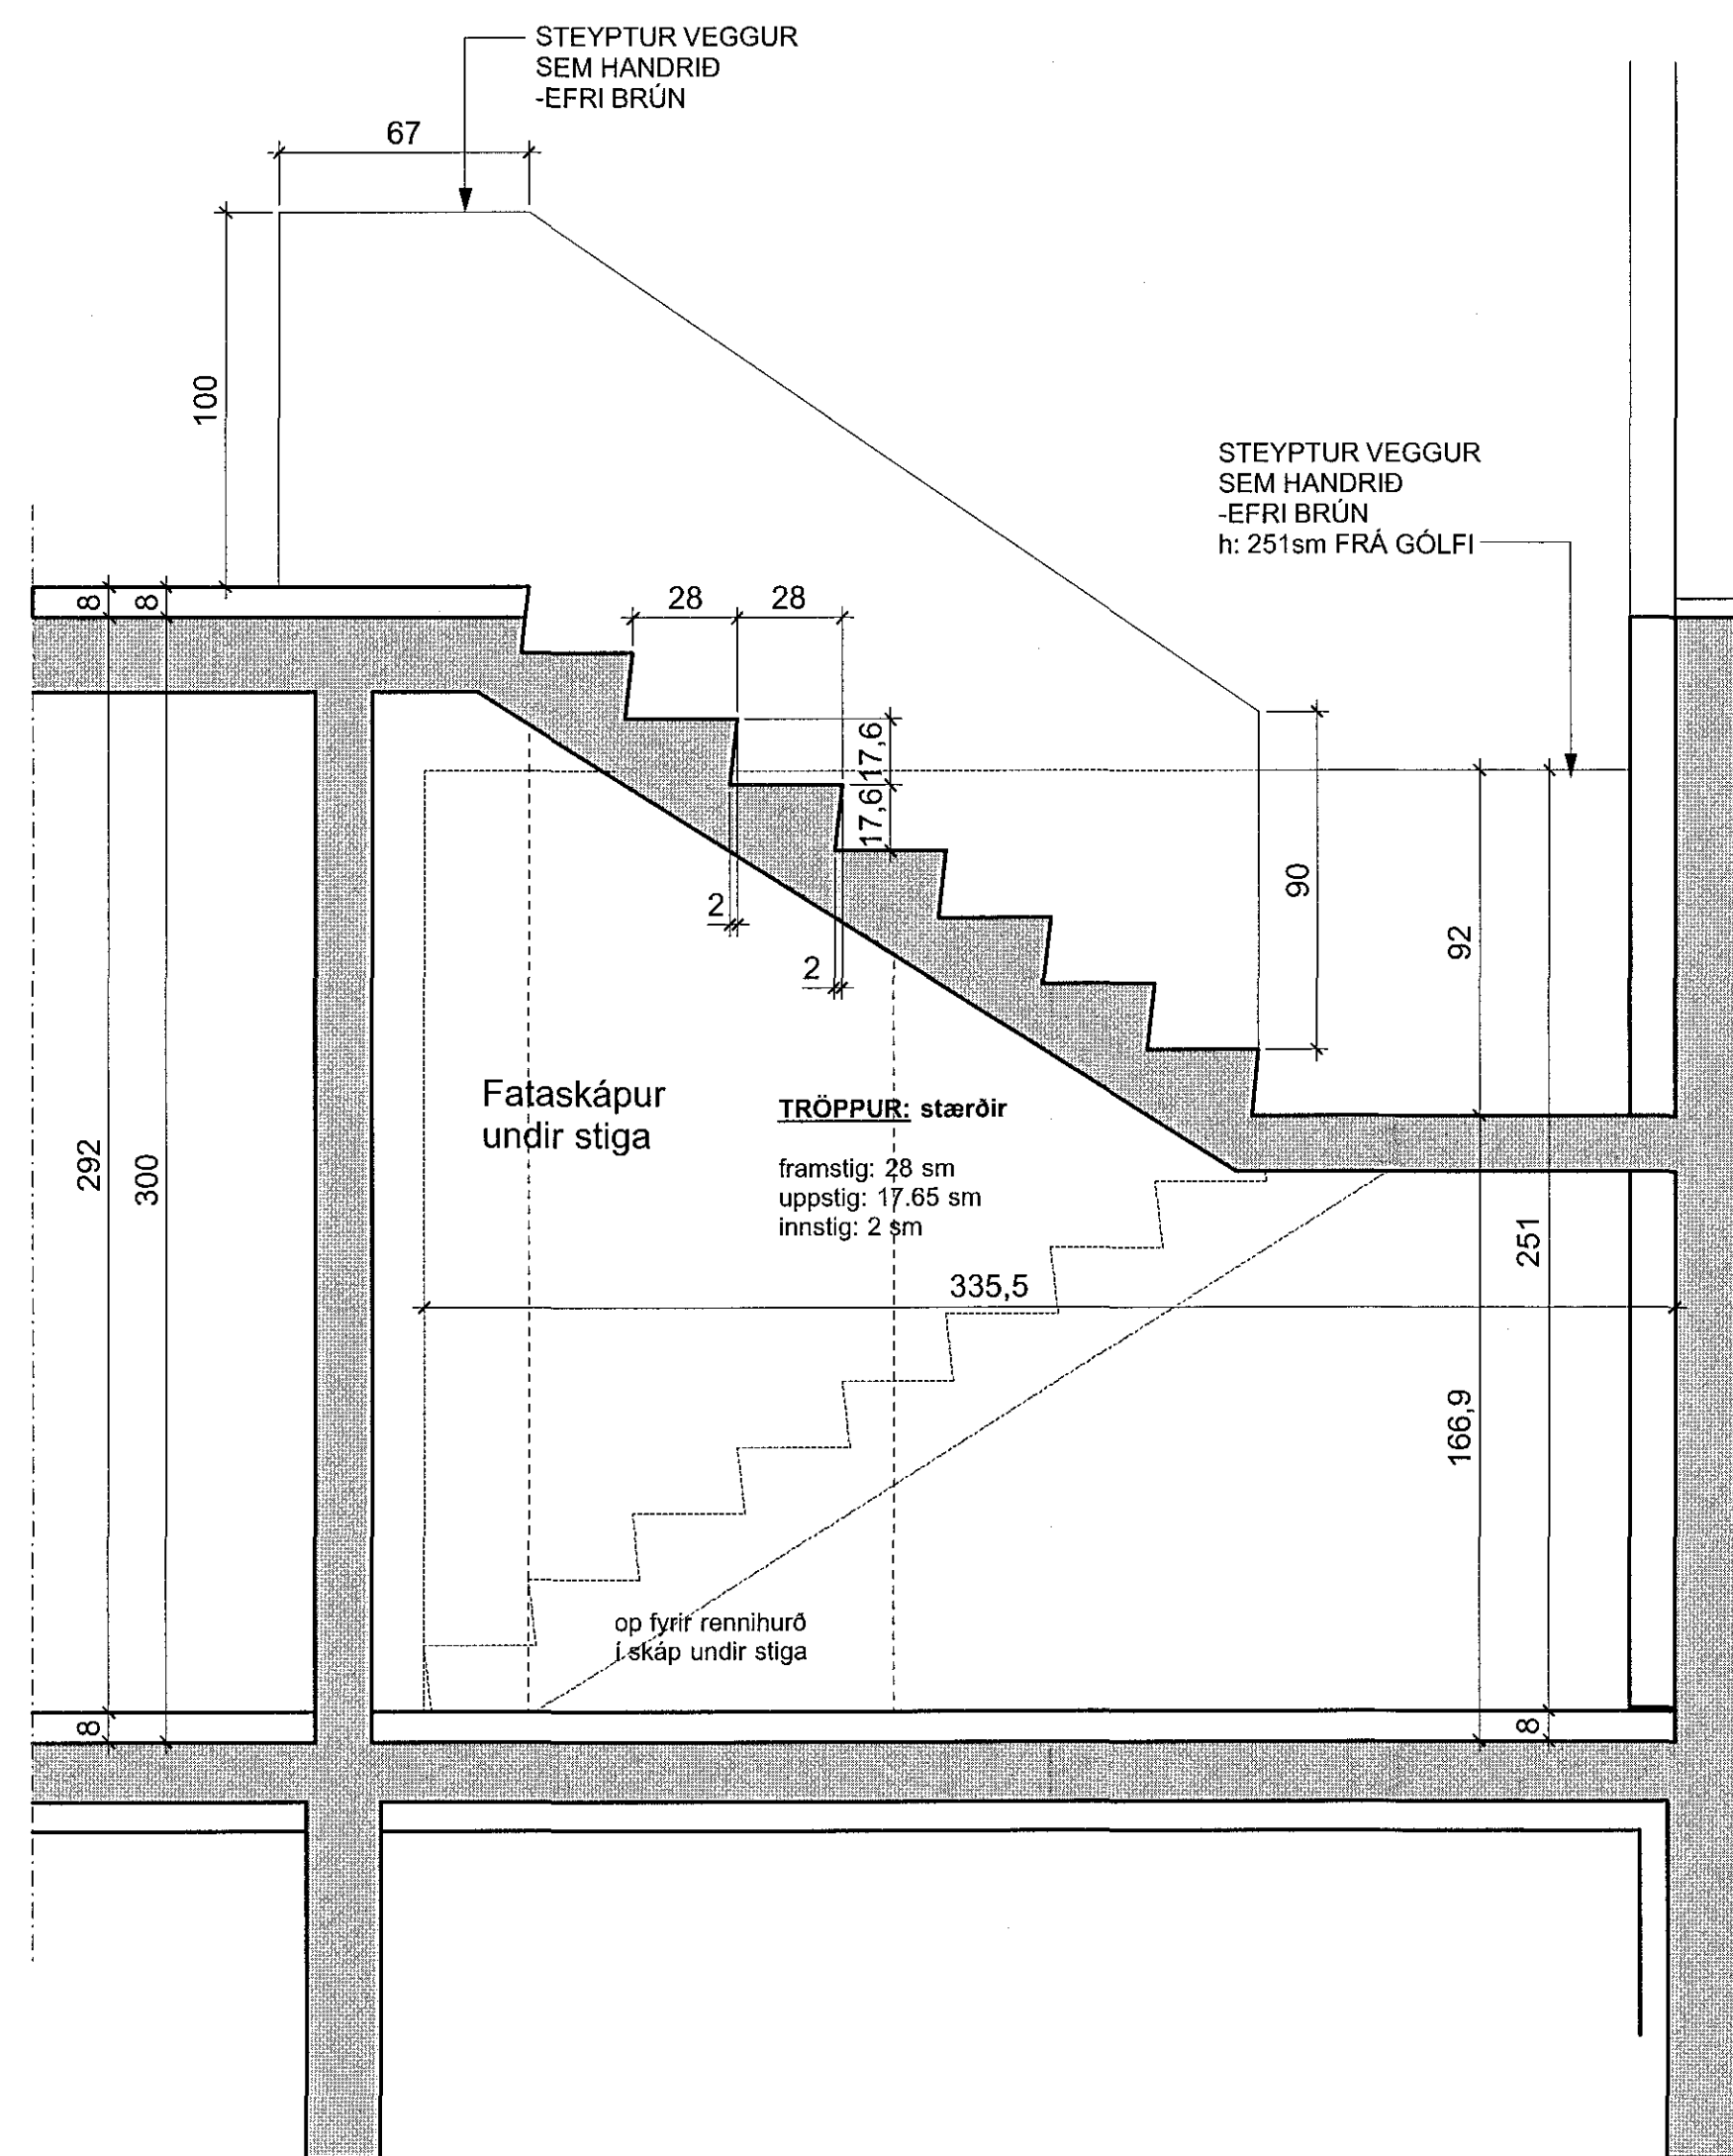 STEYPTUR VEGGUR
SEM HANDRIÐ
-EFRI BRÚN
67
100
STEYPTUR VEGGUR
SEM HANDRIÐ
-EFRI BRÚN
h: 251sm FRÁ GÓLFI
8
8
28
28
17,6
17,6
2
2
90
92
Fataskápur
undir stiga
TRÖPPUR: stærðir
framstig: 28 sm
uppstig: 17.65 sm
innstig: 2 sm
292
300
251
335,5
166,9
op fyrir rennihurð
í skáp undir stiga
8
8